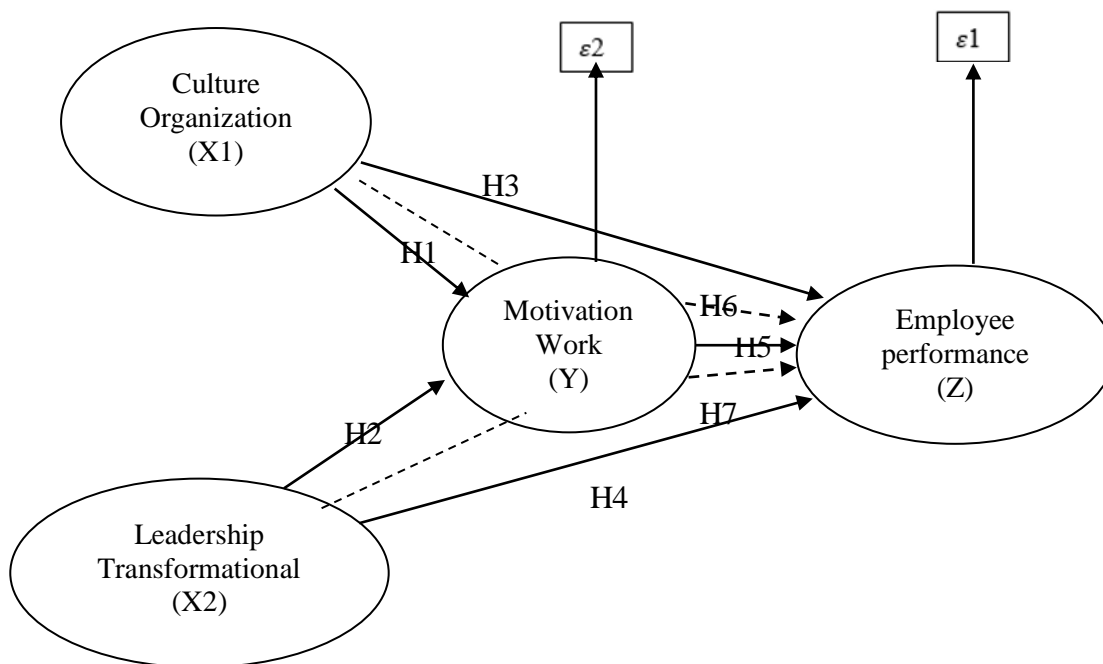 ε2
ε1
Culture
Organization
(X1)
H3
H1
Motivation
Work
(Y)
H6
H5
Employee
performance
(Z)
H2
H7
H4
Leadership
Transformational
(X2)